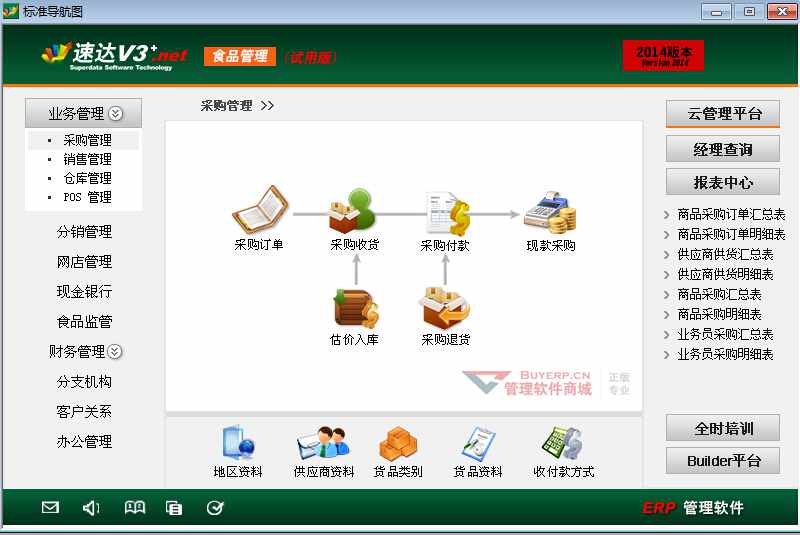 标准导航图
速达V3+.net
Superdata Software Technology
食品管理
(试用版)
2014版本
Version 2014
业务管理
采购管理
销售管理
仓库管理
POS 管理
分销管理
网店管理
现金银行
食品监管
财务管理
分支机构
客户关系
办公管理
采购管理 >>
采购订单
采购收货
采购付款
现款采购
估价入库
采购退货
BUYERP.CN
管理软件商城
正版
专业
地区资料
供应商资料
货品类别
货品资料
收付款方式
云管理平台
经理查询
报表中心
商品采购订单汇总表
商品采购订单明细表
供应商供货汇总表
供应商供货明细表
商品采购汇总表
商品采购明细表
业务员采购汇总表
业务员采购明细表
全时培训
Builder平台
ERP 管理软件